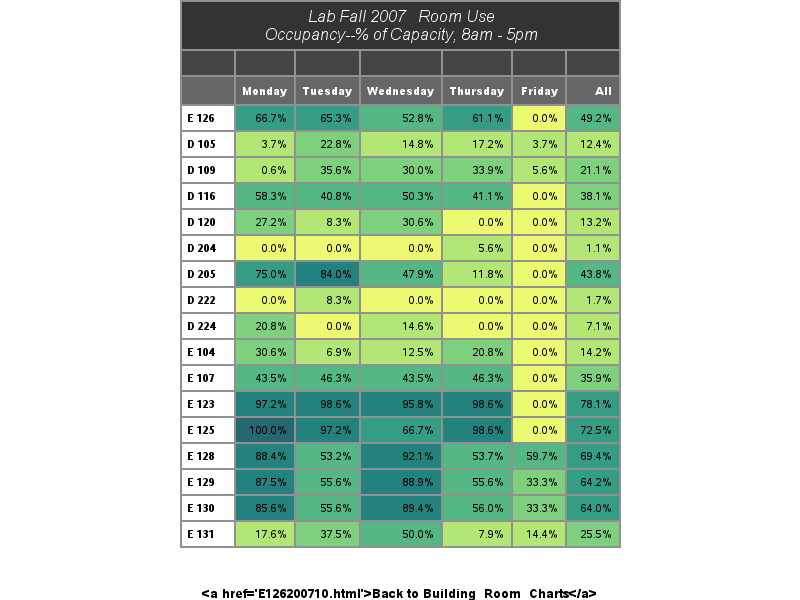 Lab Fall 2007 Room Use
Occupancy--% of Capacity, 8am - 5pm
Monday Tuesday Wednesday Thursday Friday All
E 126 66.7% 65.3% 52.8% 61.1% 0.0% 49.2%
D 105 3.7% 22.8% 14.8% 17.2% 3.7% 12.4%
D 109 0.6% 35.6% 30.0% 33.9% 5.6% 21.1%
D 116 58.3% 40.8% 50.3% 41.1% 0.0% 38.1%
D 120 27.2% 8.3% 30.6% 0.0% 0.0% 13.2%
D 204 0.0% 0.0% 0.0% 5.6% 0.0% 1.1%
D 205 75.0% 84.0% 47.9% 11.8% 0.0% 43.8%
D 222 0.0% 8.3% 0.0% 0.0% 0.0% 1.7%
D 224 20.8% 0.0% 14.6% 0.0% 0.0% 7.1%
E 104 30.6% 6.9% 12.5% 20.8% 0.0% 14.2%
E 107 43.5% 46.3% 43.5% 46.3% 0.0% 35.9%
E 123 97.2% 98.6% 95.8% 98.6% 0.0% 78.1%
E 125 100.0% 97.2% 66.7% 98.6% 0.0% 72.5%
E 128 88.4% 53.2% 92.1% 53.7% 59.7% 69.4%
E 129 87.5% 55.6% 88.9% 55.6% 33.3% 64.2%
E 130 85.6% 55.6% 89.4% 56.0% 33.3% 64.0%
E 131 17.6% 37.5% 50.0% 7.9% 14.4% 25.5%
<a href='E126200710.html'>Back to Building_Room_Charts</a>